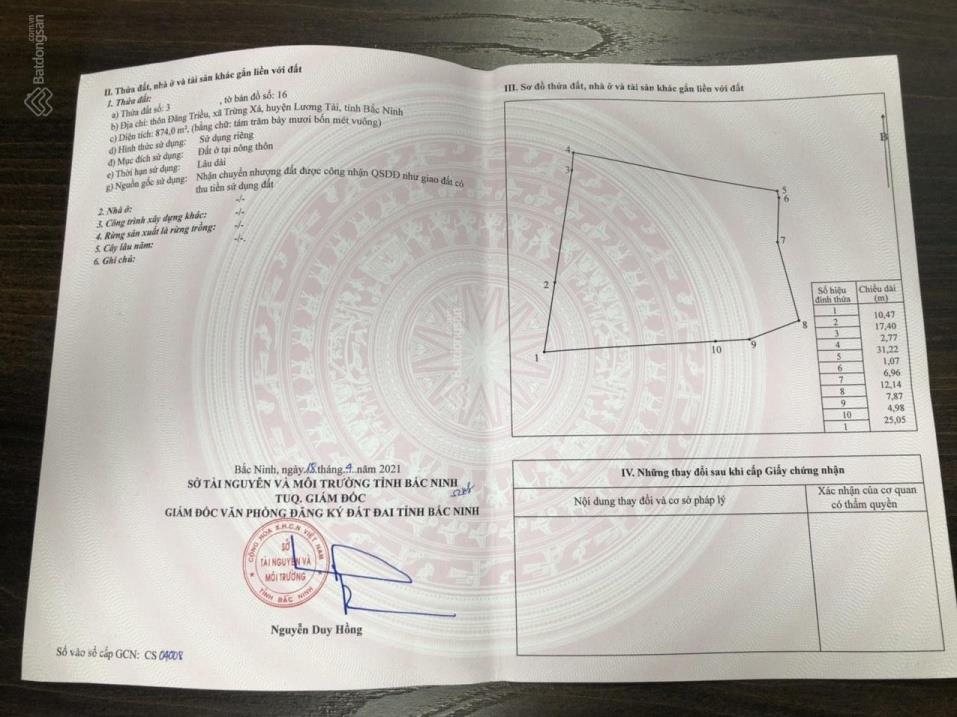 Batdongsan.com.vn
II. Thửa đất, nhà ở và tài sản khác gắn liền với đất
1. Thửa đất:
a) Thửa đất số: 3 , tờ bản đồ số: 16
b) Địa chỉ: thôn Đăng Triều, xã Trừng Xá, huyện Lương Tài, tỉnh Bắc Ninh
c) Diện tích: 874,0 m², (bằng chữ: tám trăm bảy mươi bốn mét vuông)
d) Hình thức sử dụng: Sử dụng riêng
đ) Mục đích sử dụng: Đất ở tại nông thôn
e) Thời hạn sử dụng: Lâu dài
g) Nguồn gốc sử dụng: Nhận chuyển nhượng đất được công nhận QSDĐ như giao đất có
thu tiền sử dụng đất
2. Nhà ở: -/-
3. Công trình xây dựng khác: -/-
4. Rừng sản xuất là rừng trồng: -/-
5. Cây lâu năm: -/-.
6. Ghi chú:
Bắc Ninh, ngày 18 tháng 4 năm 2021
SỞ TÀI NGUYÊN VÀ MÔI TRƯỜNG TỈNH BẮC NINH
TUQ. GIÁM ĐỐC
GIÁM ĐỐC VĂN PHÒNG ĐĂNG KÝ ĐẤT ĐAI TỈNH BẮC NINH
CỘNG HÒA X.H.C.N VIỆT NAM
SỞ
TÀI NGUYÊN VÀ
MÔI TRƯỜNG
TỈNH BẮC NINH
Nguyễn Duy Hồng
Số vào sổ cấp GCN: CS 04008
III. Sơ đồ thửa đất, nhà ở và tài sản khác gắn liền với đất
B
4
3
5
6
7
2
8
1
10
9
Số hiệu đỉnh thửa Chiều dài (m)
1
10,47
2
17,40
3
2,77
4
31,22
5
1,07
6
6,96
7
12,14
8
7,87
9
4,98
10
25,05
1
IV. Những thay đổi sau khi cấp Giấy chứng nhận
Nội dung thay đổi và cơ sở pháp lý
Xác nhận của cơ quan
có thẩm quyền